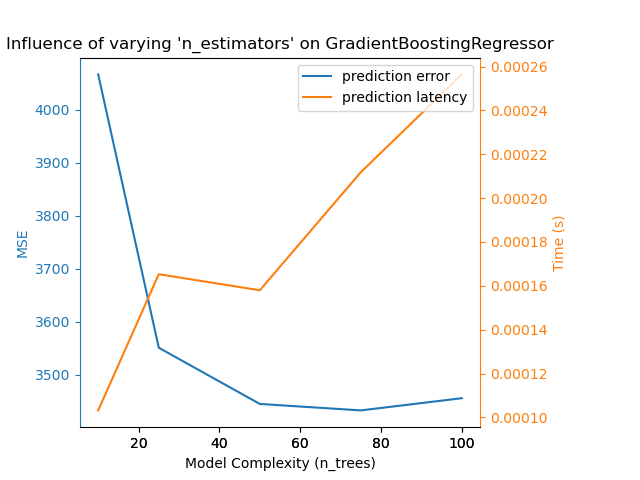 Influence of varying 'n_estimators' on GradientBoostingRegressor
prediction error
prediction latency
MSE
4000
3900
3800
3700
3600
3500
0.00026
0.00024
0.00022
0.00020
0.00018
0.00016
0.00014
0.00012
0.00010
Time (s)
20 40 60 80 100
Model Complexity (n_trees)